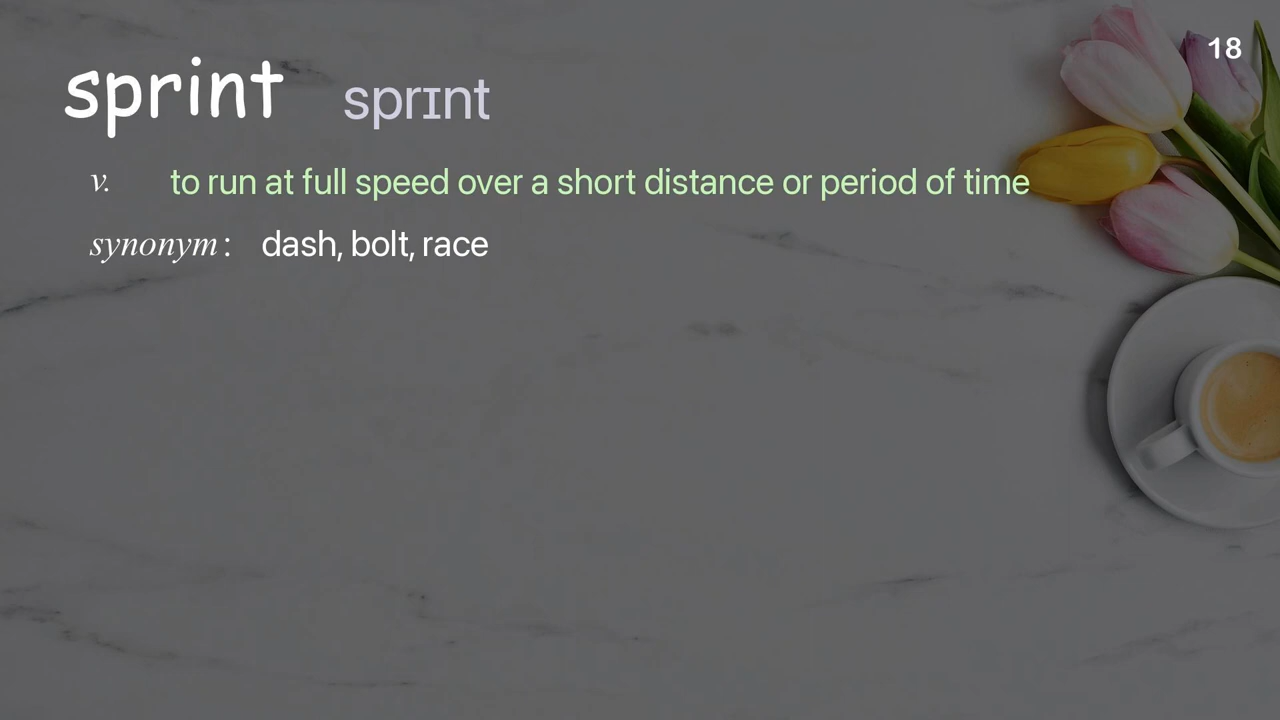 18
sprint sprɪnt
v. to run at full speed over a short distance or period of time
synonym : dash, bolt, race